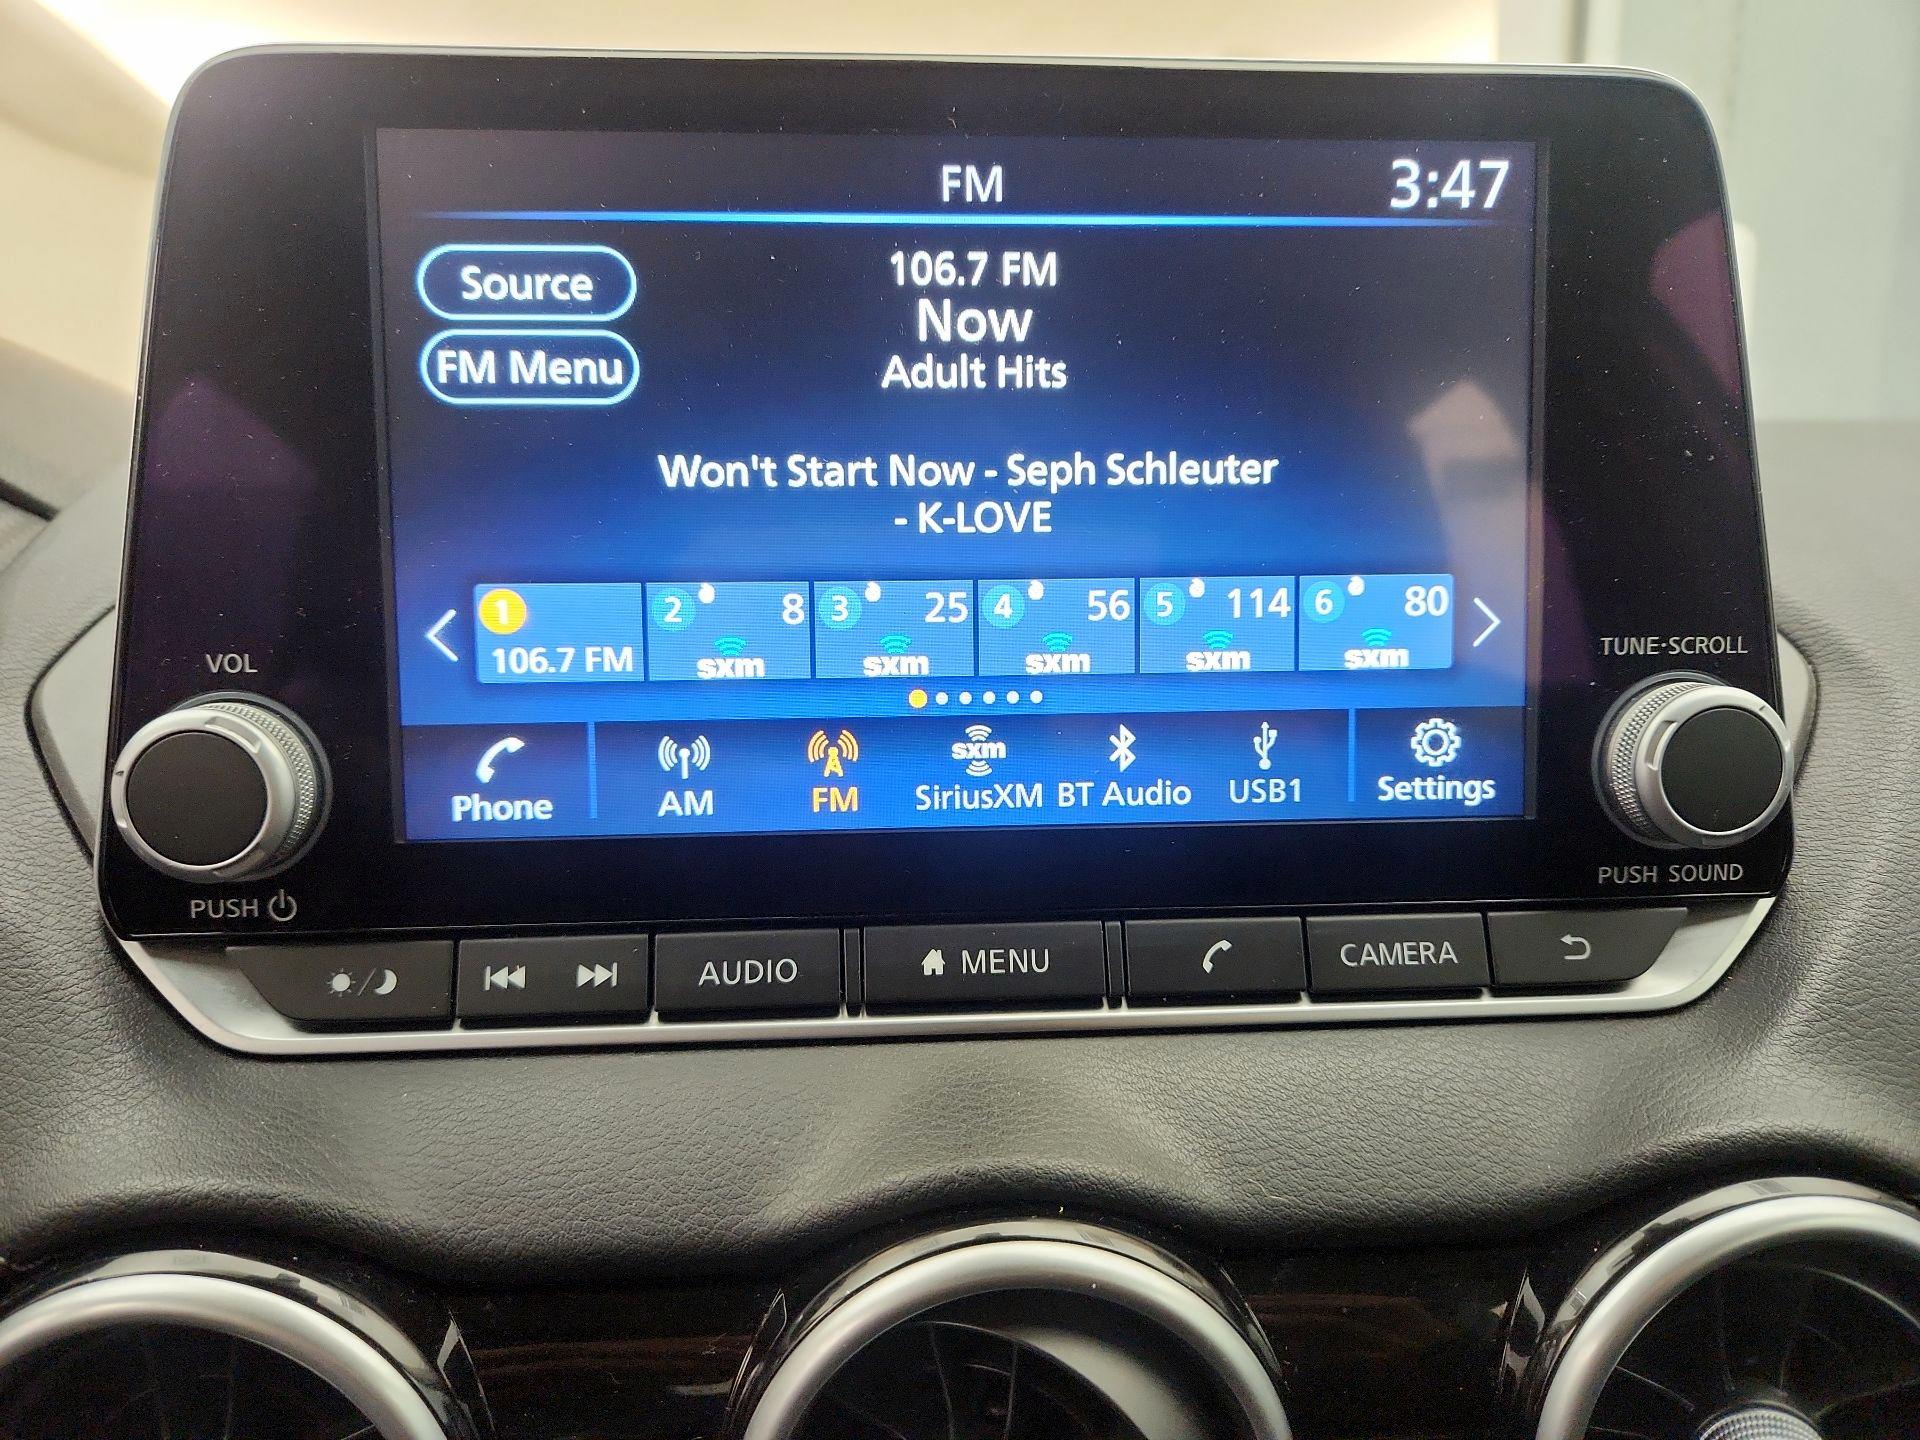 FM
3:47
Source
FM Menu
106.7 FM
Now
Adult Hits
Won't Start Now - Seph Schleuter
- K-LOVE
1
106.7 FM
2 8
sxm
3 25
sxm
4 56
sxm
5 114
sxm
6 80
sxm
Phone
AM
FM
sxm
SiriusXM
BT Audio
USB1
Settings
VOL
PUSH
TUNE·SCROLL
PUSH SOUND
AUDIO
MENU
CAMERA